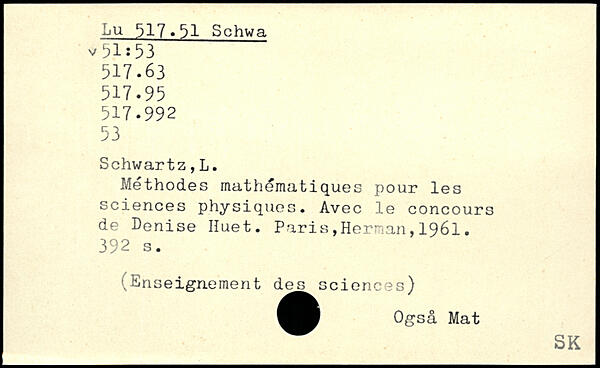 Lu 517.51 Schwa
v 51:53
517.63
517.95
517.992
53
Schwartz,L.
Méthodes mathématiques pour les
sciences physiques. Avec le concours
de Denise Huet. Paris,Herman,1961.
392 s.
(Enseignement des sciences)
Også Mat
SK